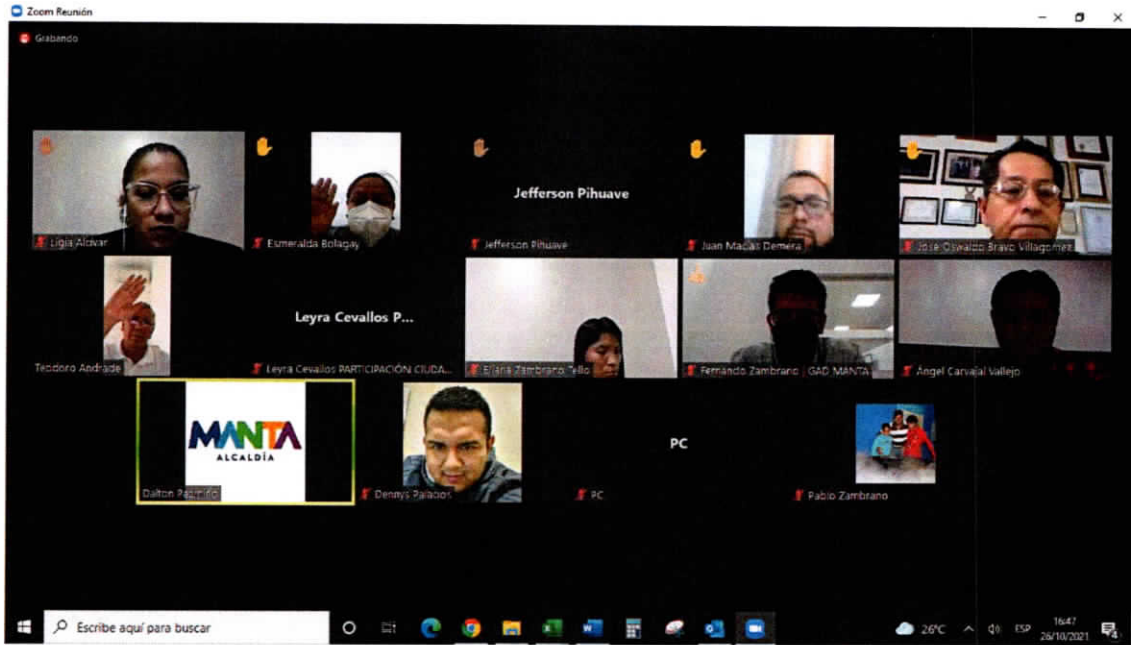 Zoom Reunión
Grabando
Ligia Alcívar
Esmeralda Bolagay
Jefferson Pihuave
Jefferson Pihuave
Juan Macías Demera
José Oswaldo Bravo Villagomez
Teodoro Andrade
Leyra Cevallos P...
Leyra Cevallos PARTICIPACIÓN CIUDA...
Zambrano Tello
Fernando Zambrano | GAD MANTA
Ángel Carvajal Vallejo
MANTA
ALCALDÍA
Dalton Pazmiño
Dennys Palacios
PC
PC
Pablo Zambrano
Escribe aquí para buscar
26°C
ESP
16:47
26/10/2021
4